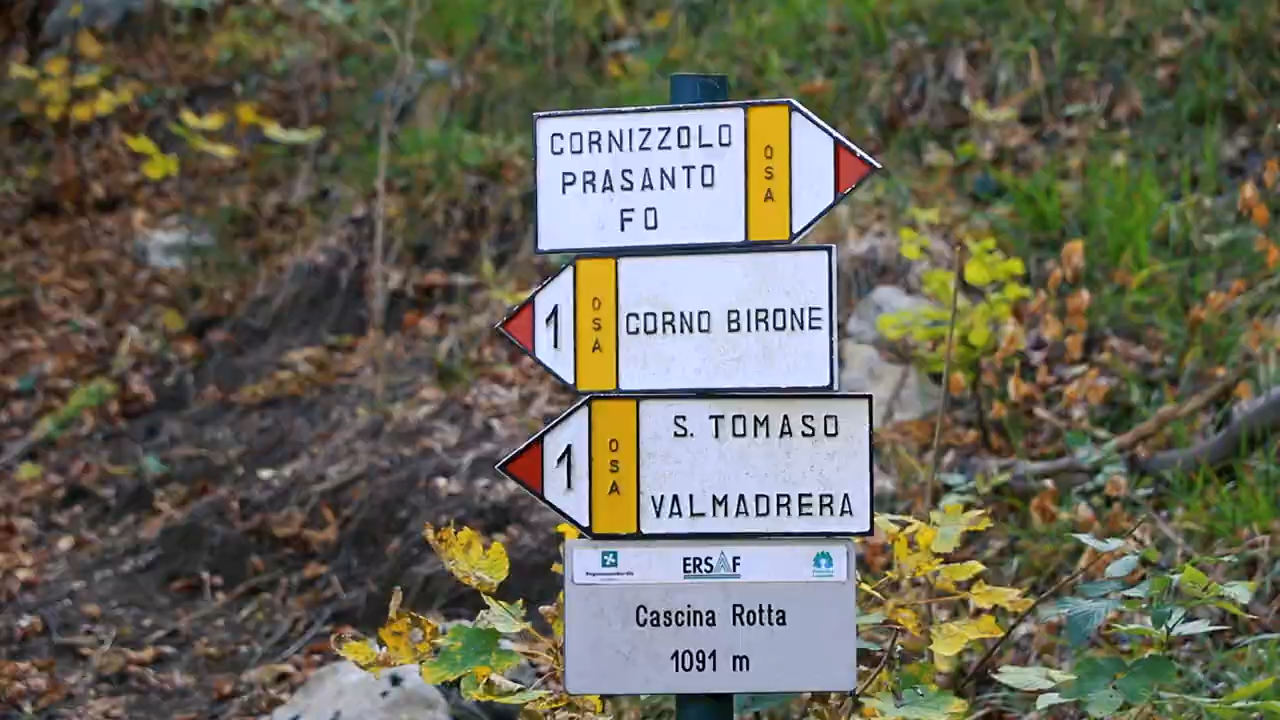 CORNIZZOLO
PRASANTO
FO
OSA
1
OSA
CORNO BIRONE
1
OSA
S. TOMASO
VALMADRERA
ERSAF
Cascina Rotta
1091 m